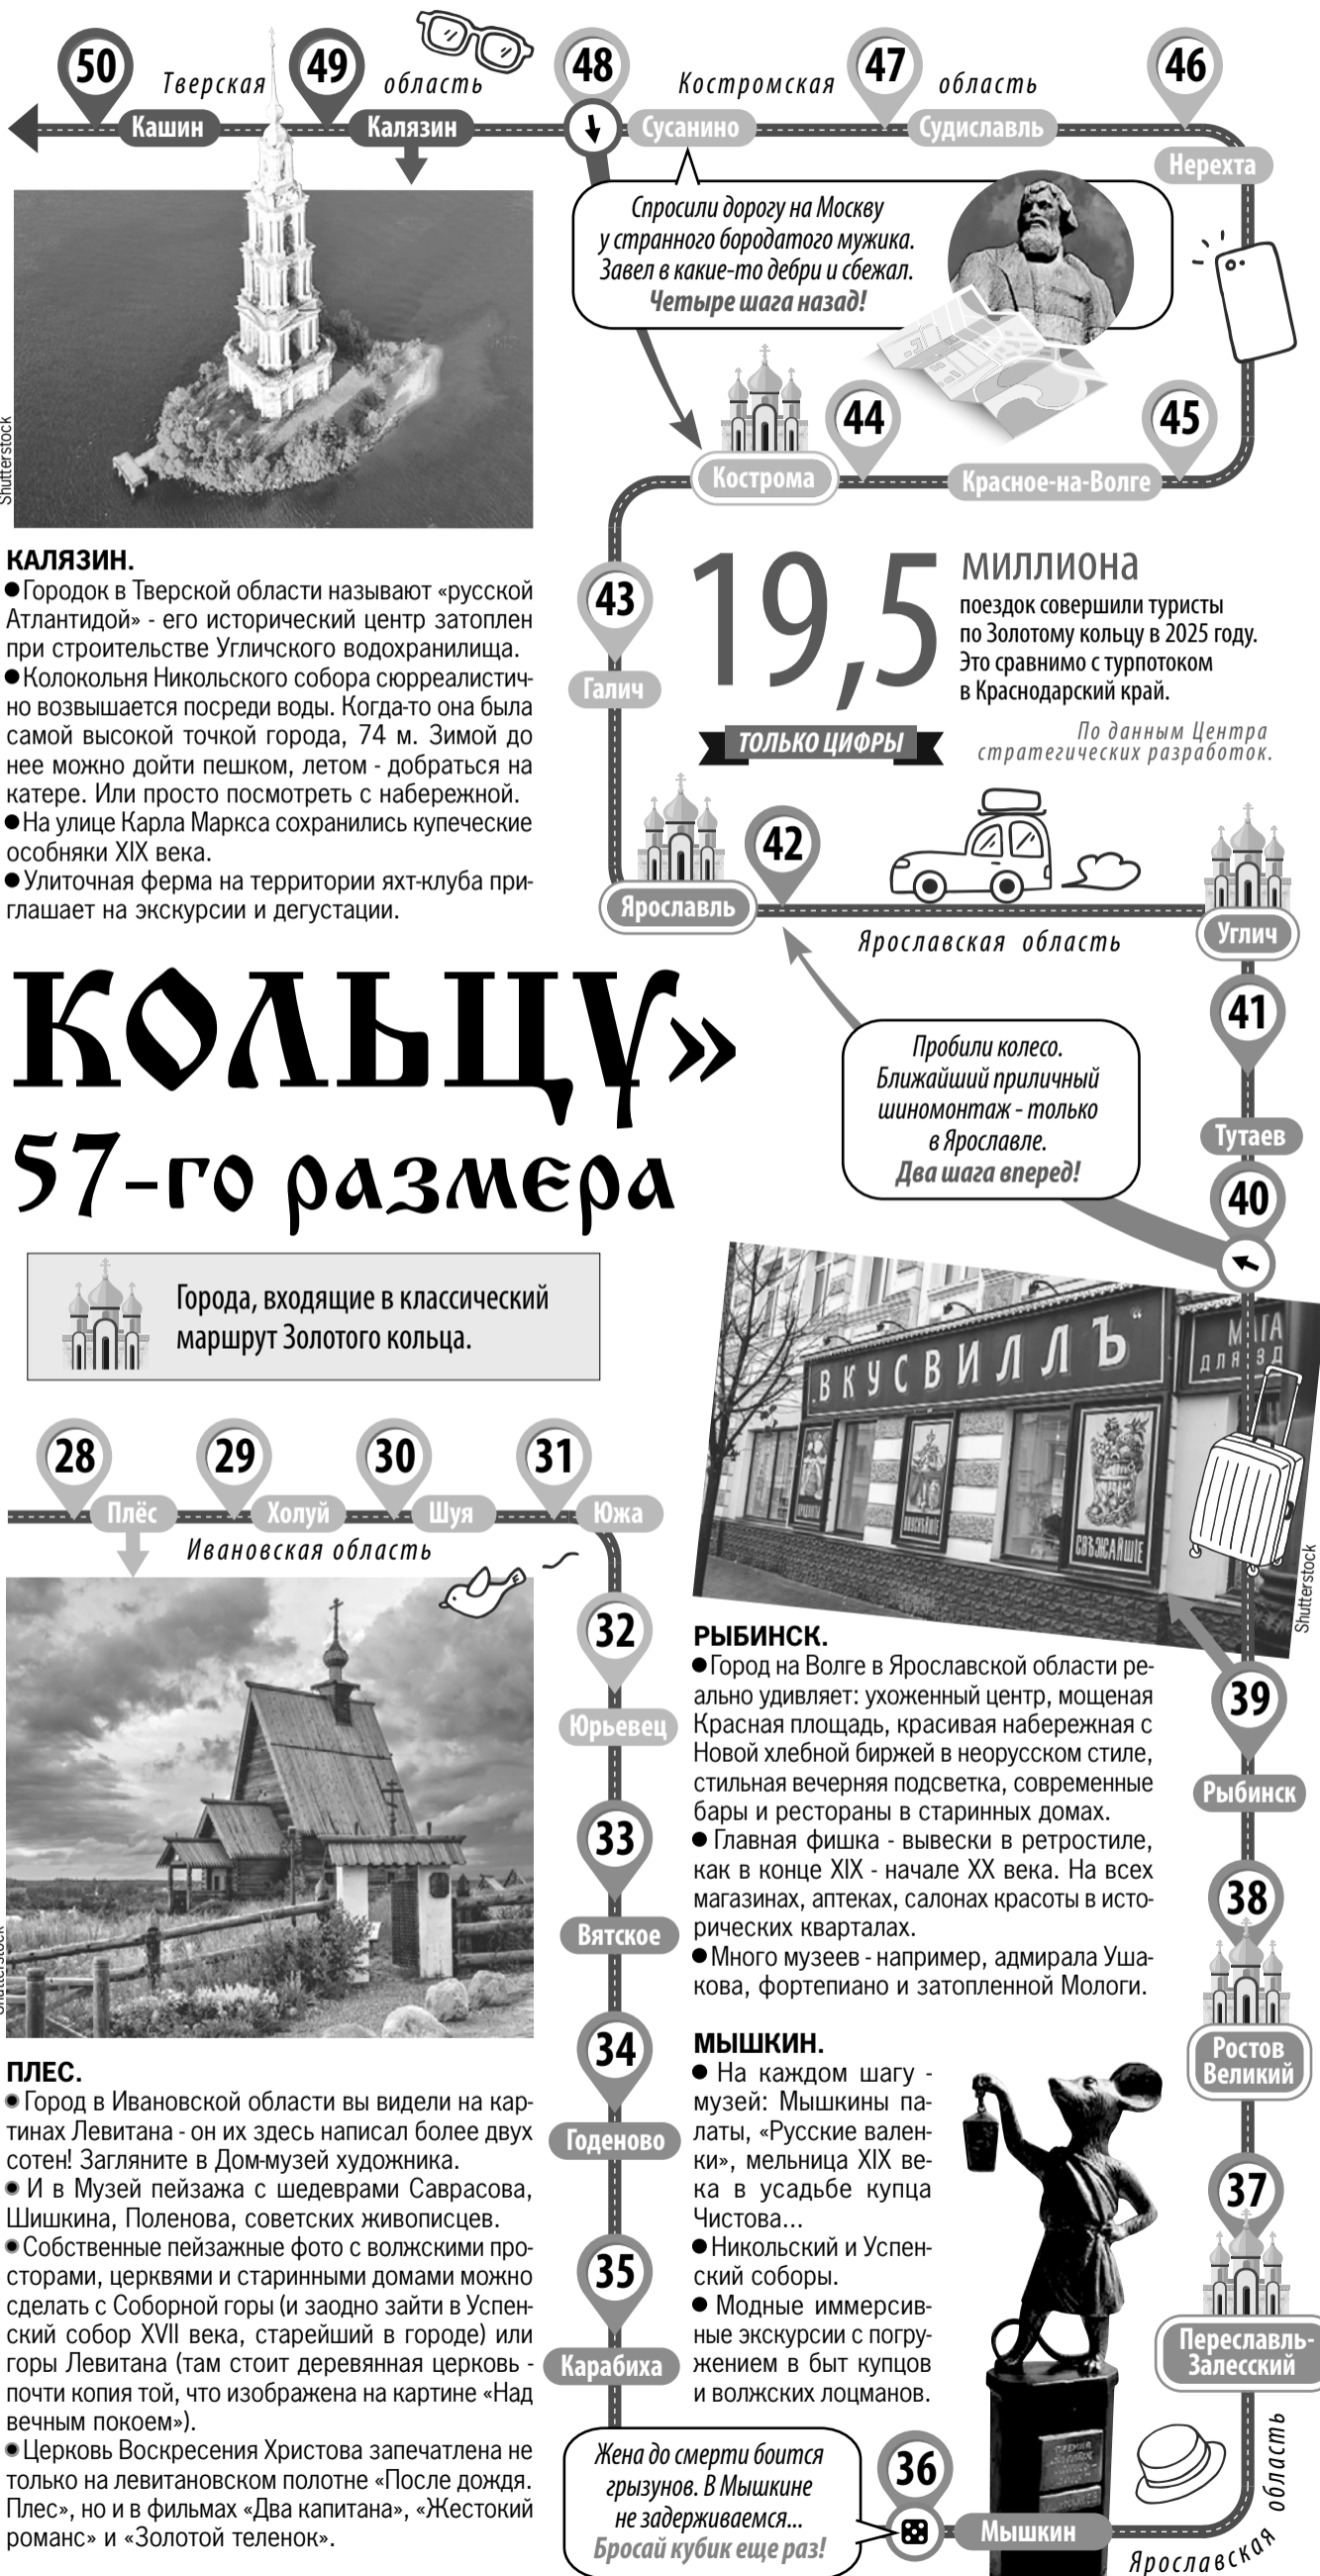 50
Тверская
49
область
48
Костромская
47
область
46
Кашин
Калязин
Сусанино
Судиславль
Нерехта
Спросили дорогу на Москву
у странного бородатого мужика.
Завел в какие-то дебри и сбежал.
Четыре шага назад!
44
45
Кострома
Красное-на-Волге
Shutterstock
КАЛЯЗИН.
●Городок в Тверской области называют «русской
Атлантидой» - его исторический центр затоплен
при строительстве Угличского водохранилища.
●Колокольня Никольского собора сюрреалистич-
но возвышается посреди воды. Когда-то она была
самой высокой точкой города, 74 м. Зимой до
нее можно дойти пешком, летом - добраться на
катере. Или просто посмотреть с набережной.
●На улице Карла Маркса сохранились купеческие
особняки XIX века.
●Улиточная ферма на территории яхт-клуба при-
глашает на экскурсии и дегустации.
43
Галич
19,5
миллиона
поездок совершили туристы
по Золотому кольцу в 2025 году.
Это сравнимо с турпотоком
в Краснодарский край.
ТОЛЬКО ЦИФРЫ
По данным Центра
стратегических разработок.
42
Ярославль
Углич
Ярославская область
41
Пробили колесо.
Ближайший приличный
шиномонтаж - только
в Ярославле.
Два шага вперед!
Тутаев
40
КОЛЬЦУ»
57-го размера
Города, входящие в классический
маршрут Золотого кольца.
ВКУСВИЛЛЪ
МАГА
ДЛЯ ЗД
СВѢЖАЙШІЕ
Shutterstock
28
29
30
31
Плёс
Холуй
Шуя
Южа
Ивановская область
32
Юрьевец
33
Вятское
34
Годеново
35
Карабиха
РЫБИНСК.
●Город на Волге в Ярославской области ре-
ально удивляет: ухоженный центр, мощеная
Красная площадь, красивая набережная с
Новой хлебной биржей в неорусском стиле,
стильная вечерняя подсветка, современные
бары и рестораны в старинных домах.
● Главная фишка - вывески в ретростиле,
как в конце XIX - начале XX века. На всех
магазинах, аптеках, салонах красоты в исто-
рических кварталах.
●Много музеев - например, адмирала Уша-
кова, фортепиано и затопленной Мологи.
39
Рыбинск
38
Ростов
Великий
37
Переславль-
Залесский
Shutterstock
ПЛЕС.
● Город в Ивановской области вы видели на кар-
тинах Левитана - он их здесь написал более двух
сотен! Загляните в Дом-музей художника.
● И в Музей пейзажа с шедеврами Саврасова,
Шишкина, Поленова, советских живописцев.
●Собственные пейзажные фото с волжскими про-
сторами, церквями и старинными домами можно
сделать с Соборной горы (и заодно зайти в Успен-
ский собор XVII века, старейший в городе) или
горы Левитана (там стоит деревянная церковь -
почти копия той, что изображена на картине «Над
вечным покоем»).
●Церковь Воскресения Христова запечатлена не
только на левитановском полотне «После дождя.
Плес», но и в фильмах «Два капитана», «Жестокий
романс» и «Золотой теленок».
МЫШКИН.
● На каждом шагу -
музей: Мышкины па-
латы, «Русские вален-
ки», мельница XIX ве-
ка в усадьбе купца
Чистова...
●Никольский и Успен-
ский соборы.
● Модные иммерсив-
ные экскурсии с погру-
жением в быт купцов
и волжских лоцманов.
Жена до смерти боится
грызунов. В Мышкине
не задерживаемся...
Бросай кубик еще раз!
36
Мышкин
Ярославская область